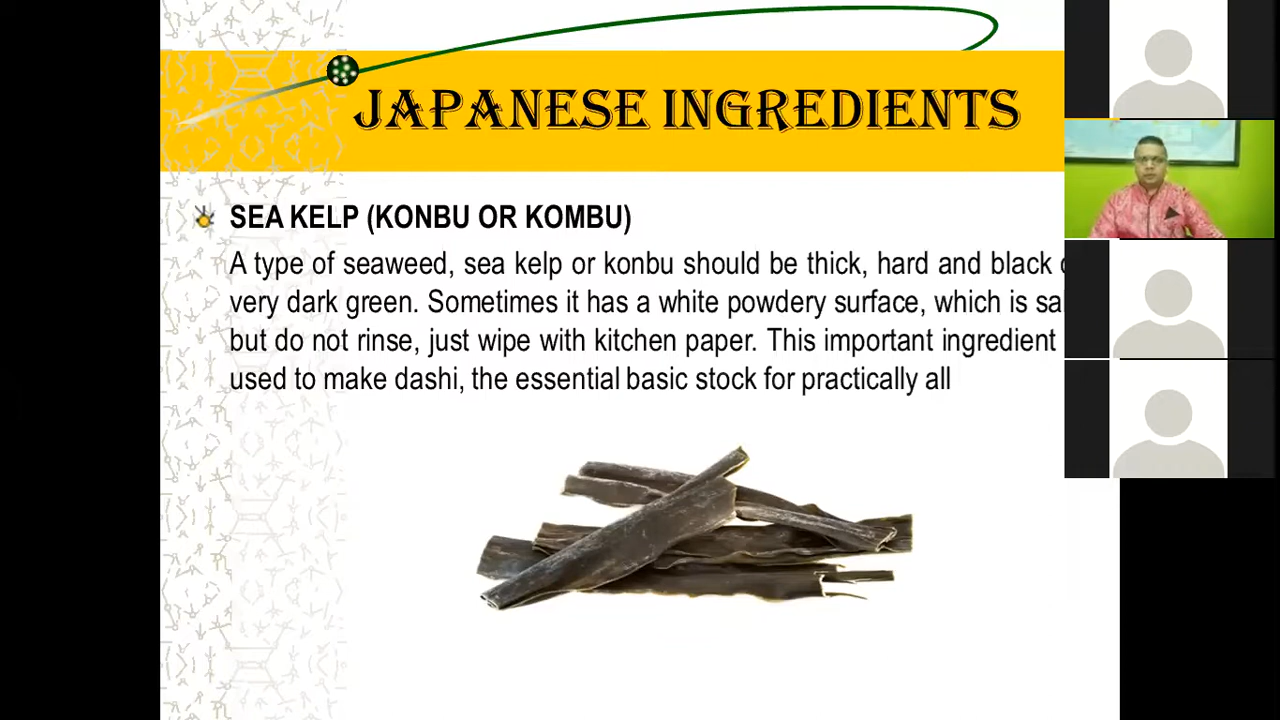 JAPANESE INGREDIENTS
SEA KELP (KONBU OR KOMBU)
A type of seaweed, sea kelp or konbu should be thick, hard and black
very dark green. Sometimes it has a white powdery surface, which is
but do not rinse, just wipe with kitchen paper. This important ingredient
used to make dashi, the essential basic stock for practically all